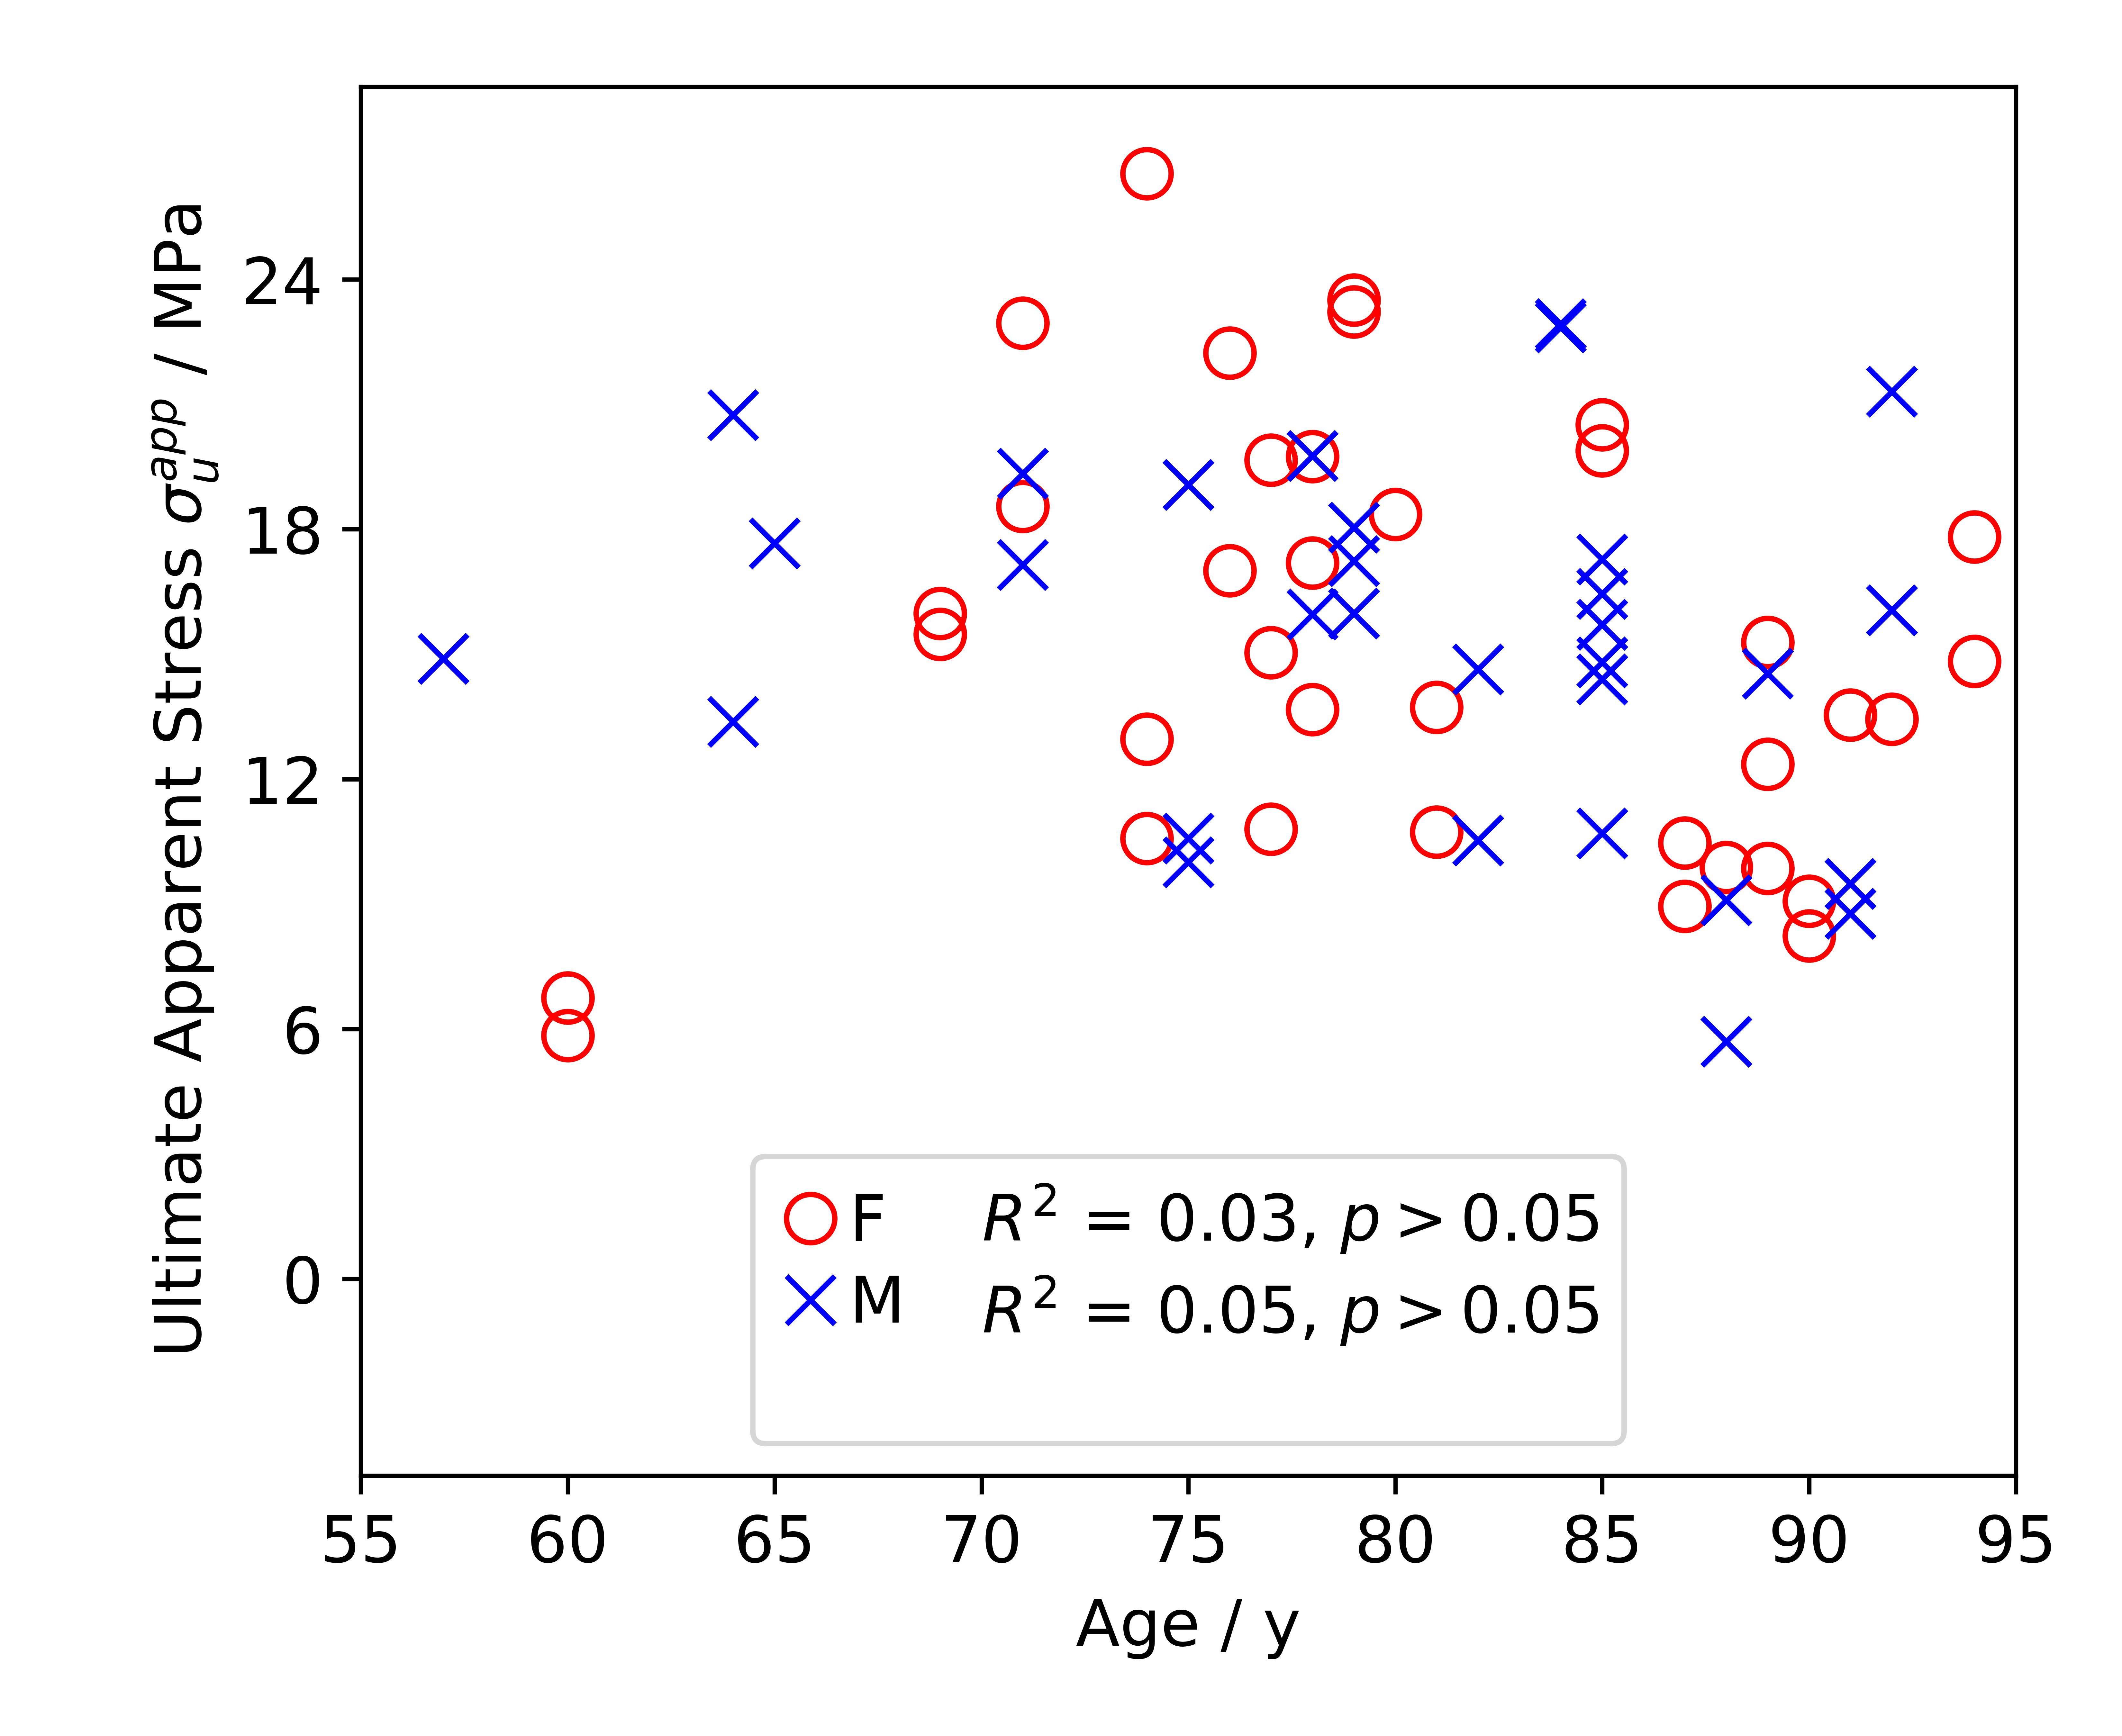 Ultimate Apparent Stress σ_u^app / MPa
24
18
12
6
0
F R² = 0.03, p > 0.05
M R² = 0.05, p > 0.05
55 60 65 70 75 80 85 90 95
Age / y